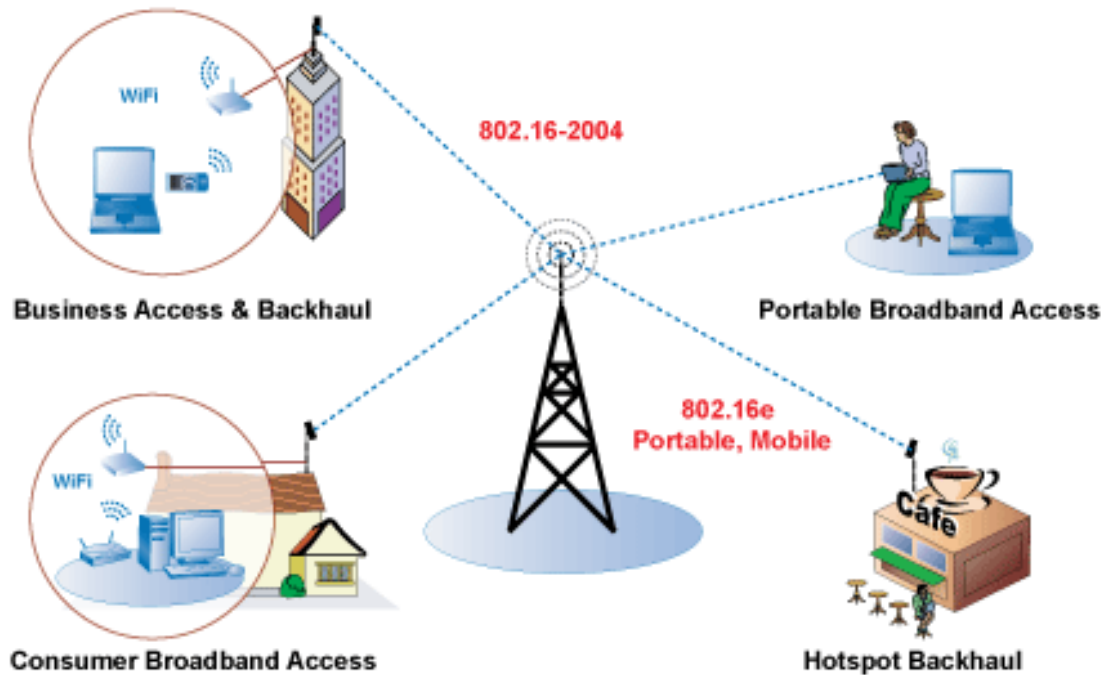 WiFi
802.16-2004
Business Access & Backhaul
Portable Broadband Access
802.16e
Portable, Mobile
WiFi
Cafe
Consumer Broadband Access
Hotspot Backhaul